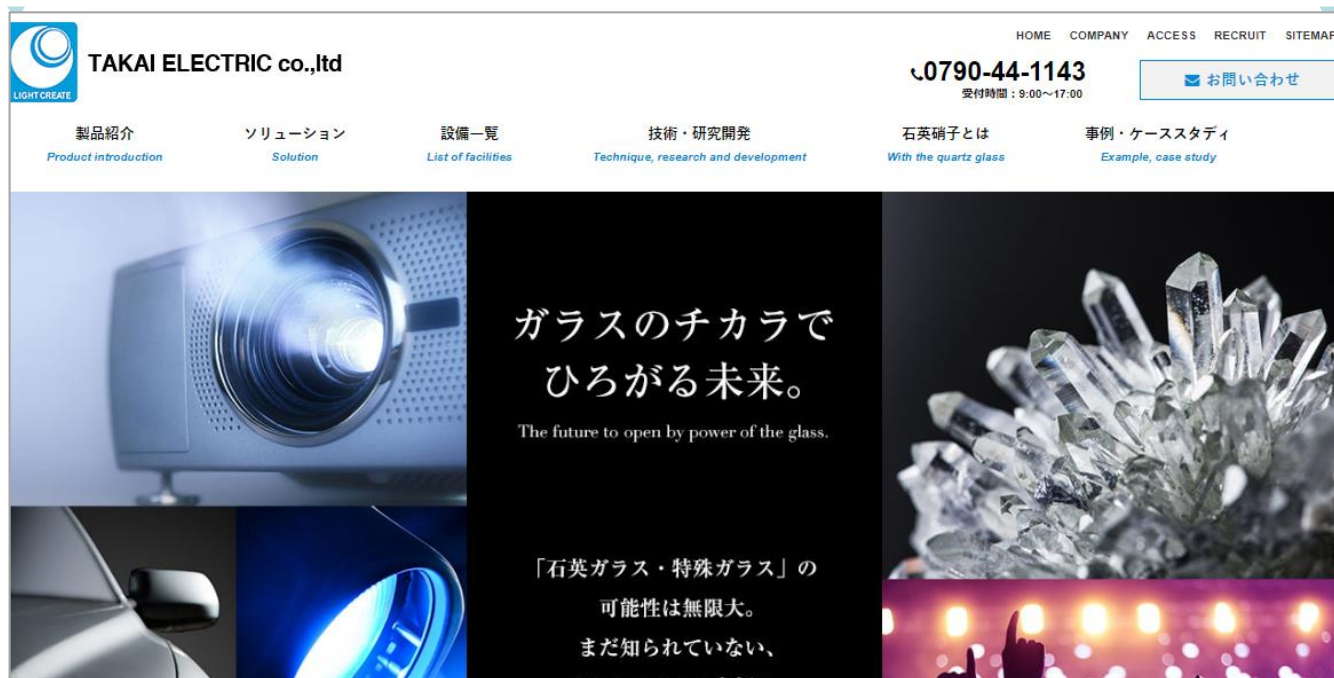 LIGHT CREATE
TAKAI ELECTRIC co.,ltd
HOME COMPANY ACCESS RECRUIT SITEMAP
0790-44-1143
受付時間：9:00～17:00
お問い合わせ
製品紹介 ソリューション 設備一覧 技術・研究開発 石英硝子とは 事例・ケーススタディ
Product introduction Solution List of facilities Technique, research and development With the quartz glass Example, case study
ガラスのチカラで
ひろがる未来。
The future to open by power of the glass.
「石英ガラス・特殊ガラス」の
可能性は無限大。
まだ知られていない、